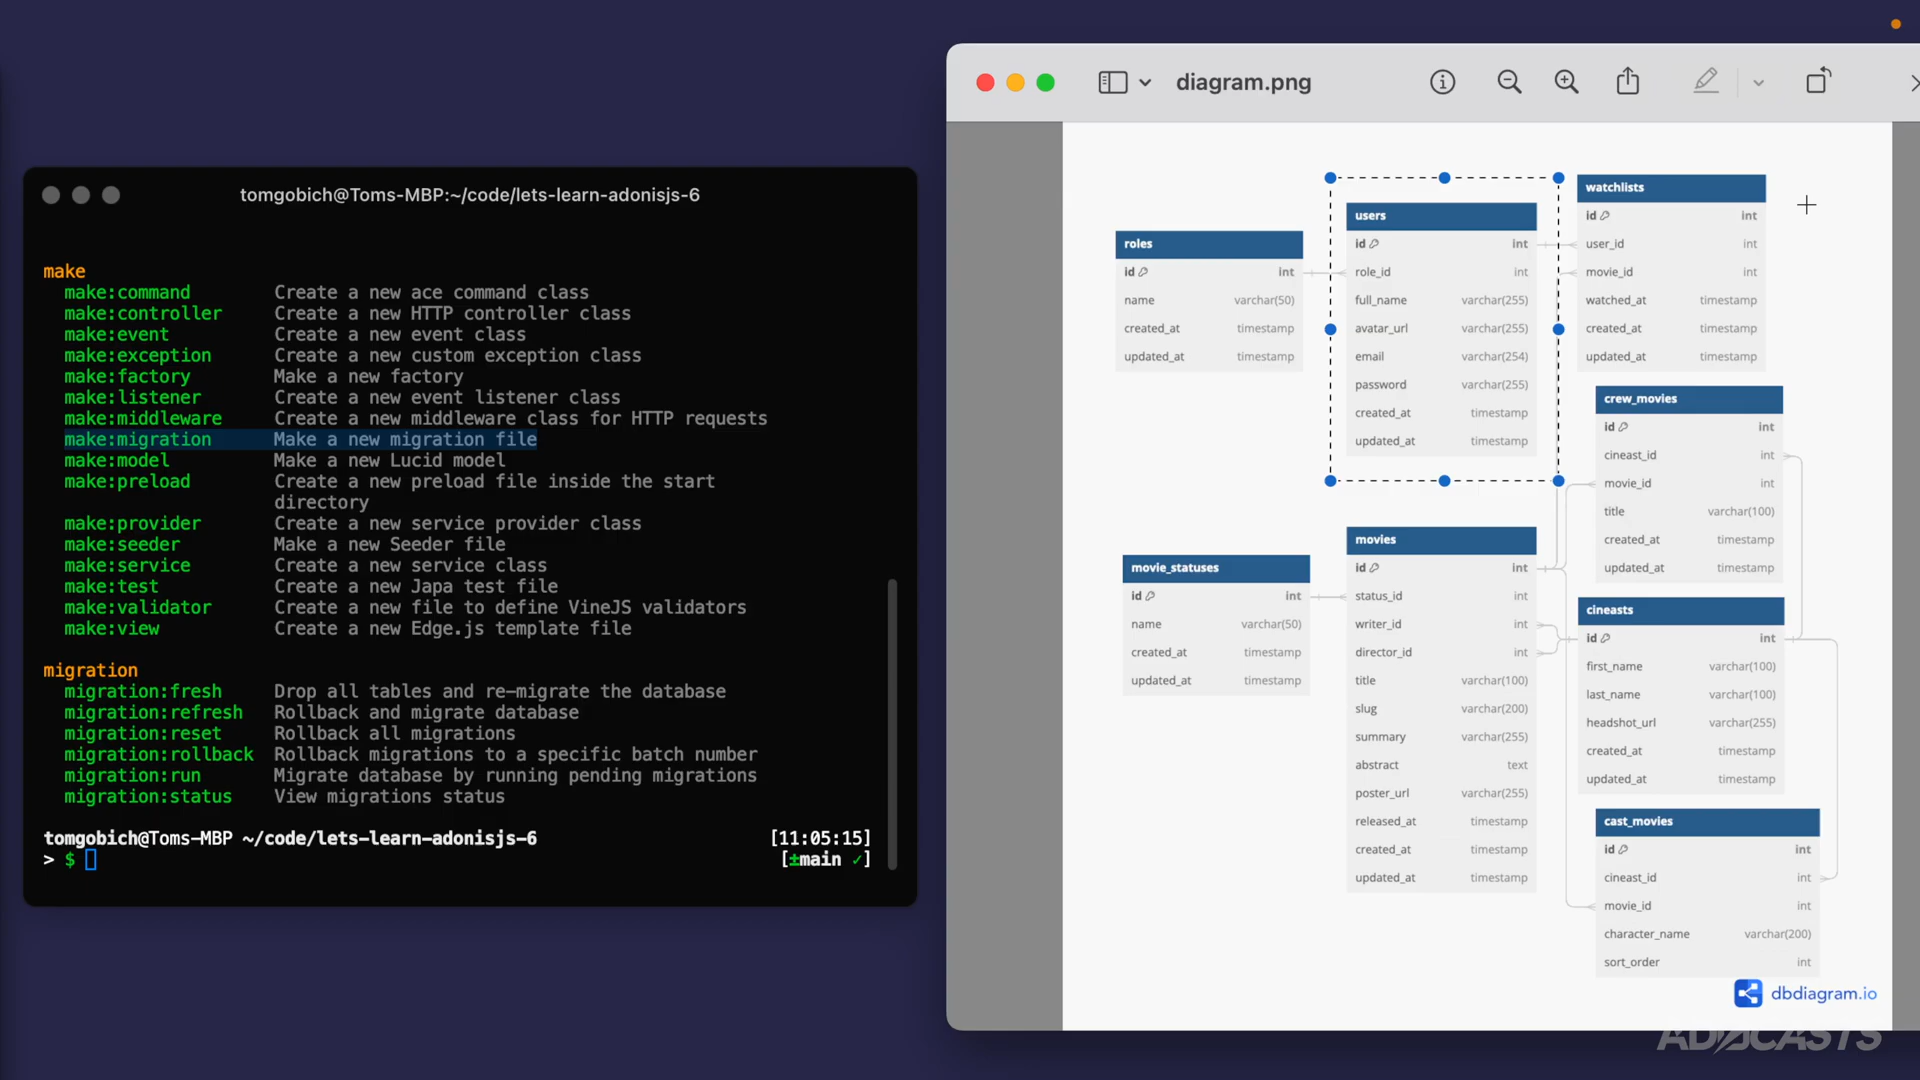 tomgobich@Toms-MBP:~/code/lets-learn-adonisjs-6
make
make:command Create a new ace command class
make:controller Create a new HTTP controller class
make:event Create a new event class
make:exception Create a new custom exception class
make:factory Make a new factory
make:listener Create a new event listener class
make:middleware Create a new middleware class for HTTP requests
make:migration Make a new migration file
make:model Make a new Lucid model
make:preload Create a new preload file inside the start
directory
make:provider Create a new service provider class
make:seeder Make a new Seeder file
make:service Create a new service class
make:test Create a new Japa test file
make:validator Create a new file to define VineJS validators
make:view Create a new Edge.js template file
migration
migration:fresh Drop all tables and re-migrate the database
migration:refresh Rollback and migrate database
migration:reset Rollback all migrations
migration:rollback Rollback migrations to a specific batch number
migration:run Migrate database by running pending migrations
migration:status View migrations status
tomgobich@Toms-MBP ~/code/lets-learn-adonisjs-6 [11:05:15]
> $ [±main ✓]
diagram.png
roles
id int
name varchar(50)
created_at timestamp
updated_at timestamp
users
id int
role_id int
full_name varchar(255)
avatar_url varchar(255)
email varchar(254)
password varchar(255)
created_at timestamp
updated_at timestamp
watchlists
id int
user_id int
movie_id int
watched_at timestamp
created_at timestamp
updated_at timestamp
crew_movies
id int
cineast_id int
movie_id int
title varchar(100)
created_at timestamp
updated_at timestamp
movie_statuses
id int
name varchar(50)
created_at timestamp
updated_at timestamp
movies
id int
status_id int
writer_id int
director_id int
title varchar(100)
slug varchar(200)
summary varchar(255)
abstract text
poster_url varchar(255)
released_at timestamp
created_at timestamp
updated_at timestamp
cineasts
id int
first_name varchar(100)
last_name varchar(100)
headshot_url varchar(255)
created_at timestamp
updated_at timestamp
cast_movies
id int
cineast_id int
movie_id int
character_name varchar(200)
sort_order int
dbdiagram.io
ADOCASTS